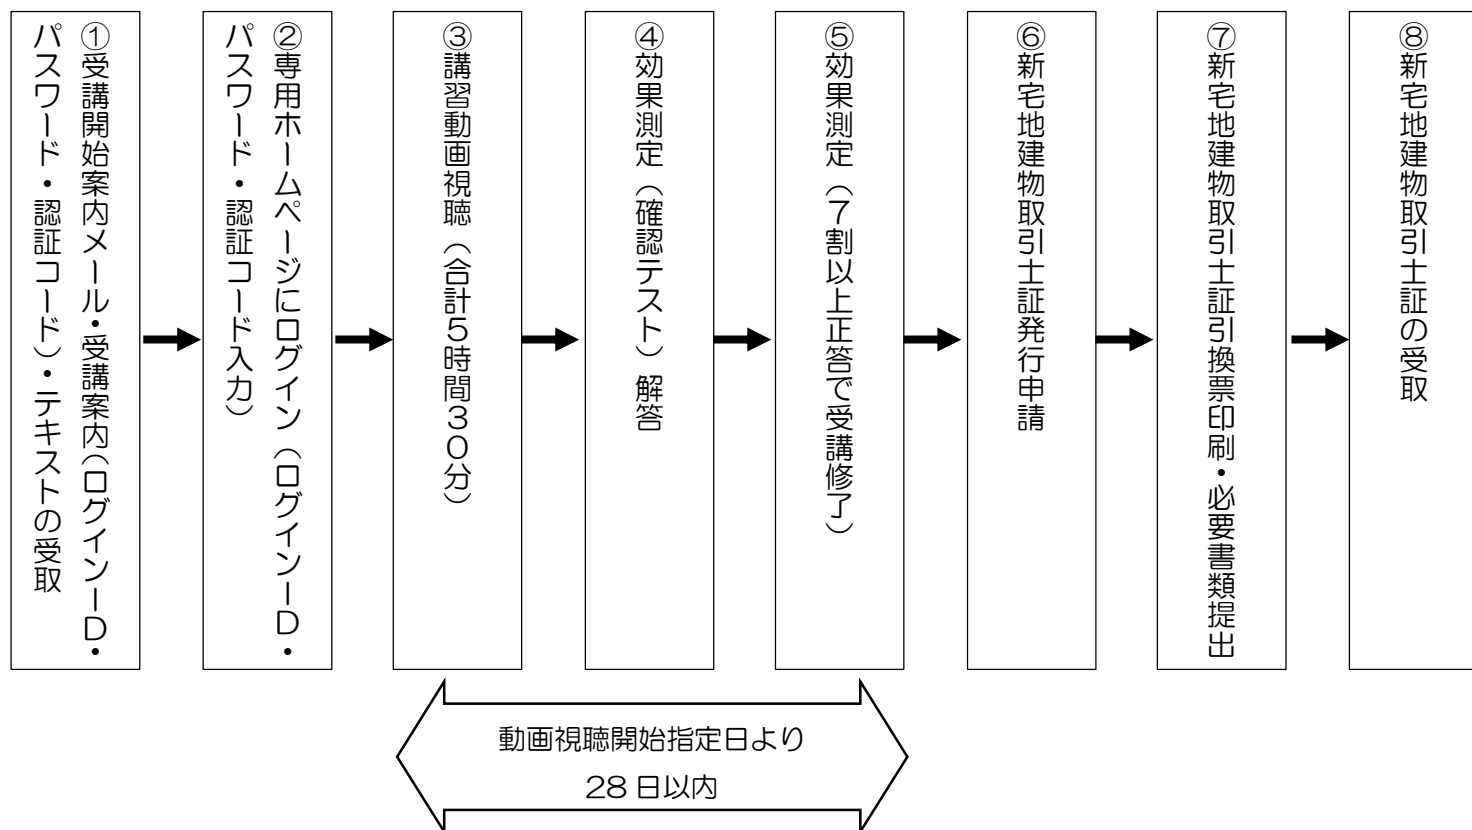 ①受講開始案内メール・受講案内（ログインＩＤ・
パスワード・認証コード）・テキストの受取
②専用ホームページにログイン（ログインＩＤ・
パスワード・認証コード入力）
③講習動画視聴（合計５時間３０分）
④効果測定（確認テスト）解答
⑤効果測定（７割以上正答で受講修了）
⑥新宅地建物取引士証発行申請
⑦新宅地建物取引士証引換票印刷・必要書類提出
⑧新宅地建物取引士証の受取
動画視聴開始指定日より
28 日以内